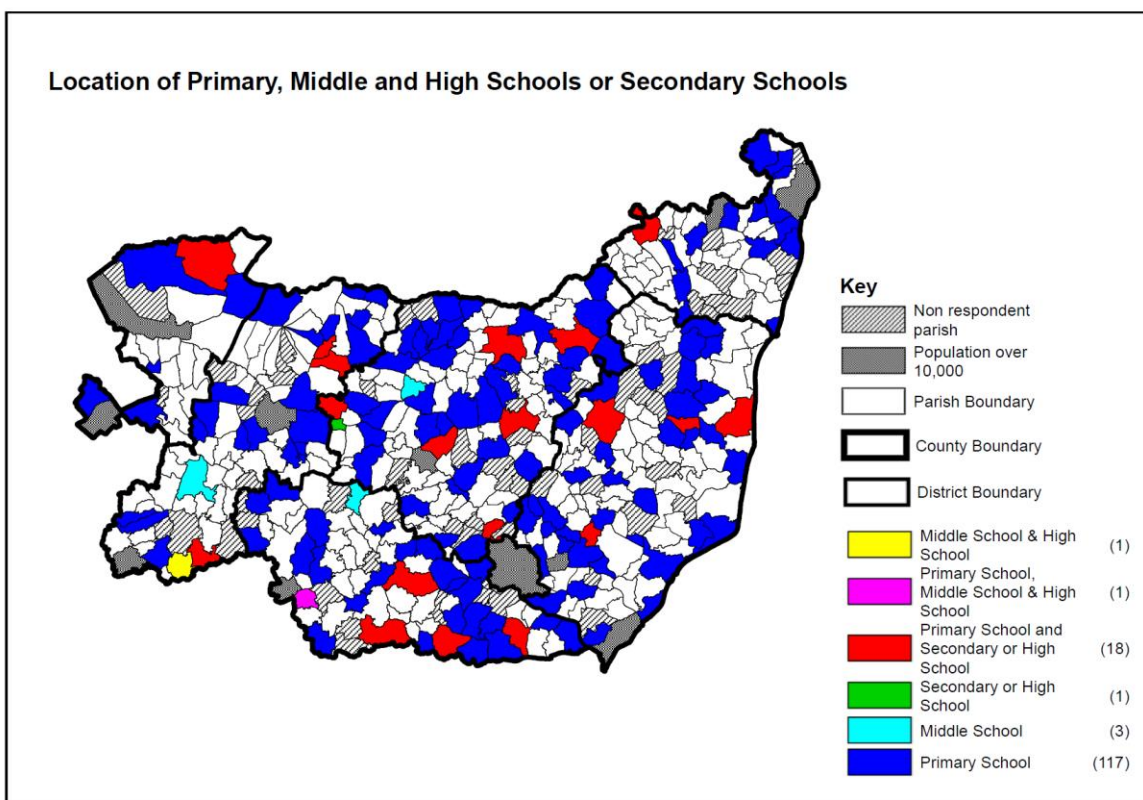 Location of Primary, Middle and High Schools or Secondary Schools
Key
Non respondent
parish
Population over
10,000
Parish Boundary
County Boundary
District Boundary
Middle School & High
School (1)
Primary School,
Middle School & High (1)
School
Primary School and
Secondary or High (18)
School
Secondary or High
School (1)
Middle School (3)
Primary School (117)